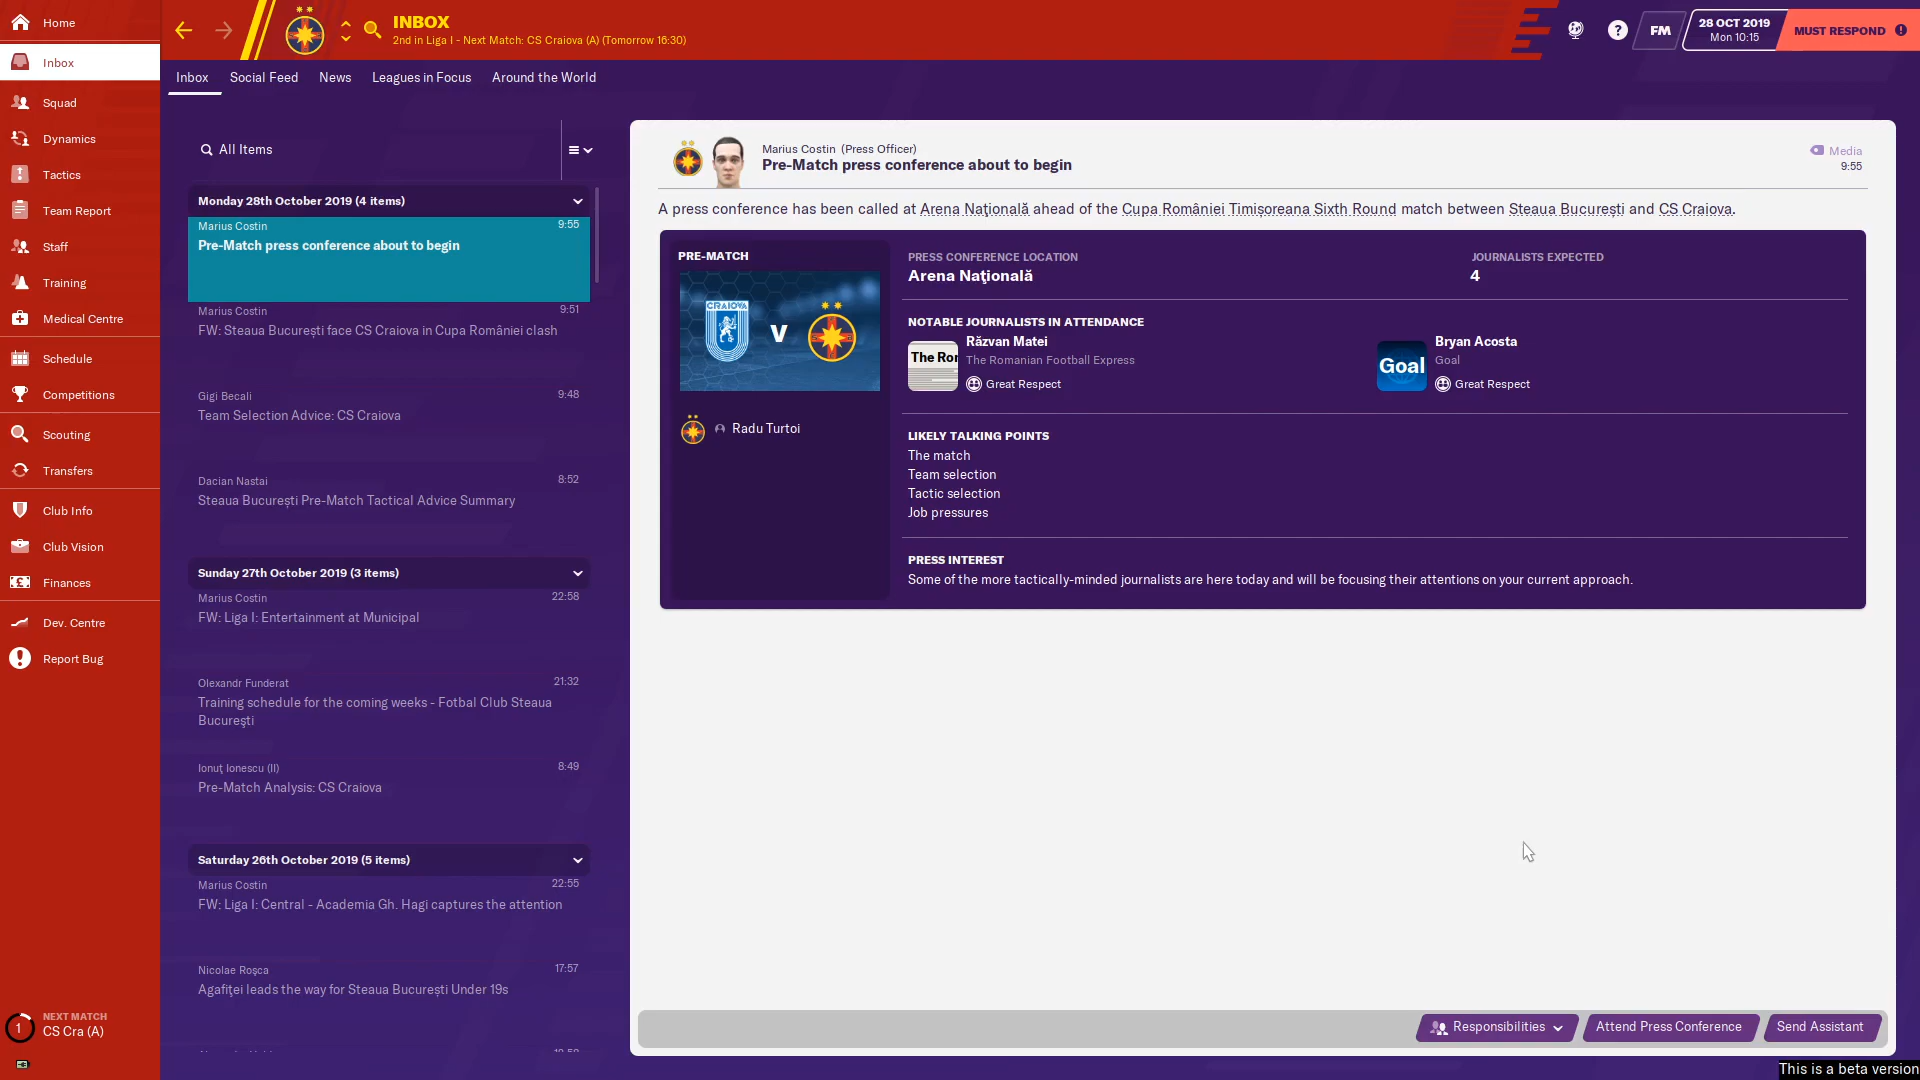 Home
Inbox
Squad
Dynamics
Tactics
Team Report
Staff
Training
Medical Centre
Schedule
Competitions
Scouting
Transfers
Club Info
Club Vision
Finances
Dev. Centre
Report Bug
NEXT MATCH
1
CS Cra (A)
INBOX
2nd in Liga I - Next Match: CS Craiova (A) (Tomorrow 16:30)
?
FM
28 OCT 2019
Mon 10:15
MUST RESPOND
Inbox
Social Feed
News
Leagues in Focus
Around the World
All Items
Monday 28th October 2019 (4 items)
Marius Costin 9:55
Pre-Match press conference about to begin
Marius Costin 9:51
FW: Steaua București face CS Craiova in Cupa României clash
Gigi Becali 9:48
Team Selection Advice: CS Craiova
Dacian Nastai 8:52
Steaua București Pre-Match Tactical Advice Summary
Sunday 27th October 2019 (3 items)
Marius Costin 22:58
FW: Liga I: Entertainment at Municipal
Olexandr Funderat 21:32
Training schedule for the coming weeks - Fotbal Club Steaua
Bucureşti
Ionuţ Ionescu (II) 8:49
Pre-Match Analysis: CS Craiova
Saturday 26th October 2019 (5 items)
Marius Costin 22:55
FW: Liga I: Central - Academia Gh. Hagi captures the attention
Nicolae Roşca 17:57
Agafiţei leads the way for Steaua București Under 19s
Marius Costin (Press Officer)
Pre-Match press conference about to begin
Media
9:55
A press conference has been called at Arena Naţională ahead of the Cupa României Timișoreana Sixth Round match between Steaua București and CS Craiova.
PRE-MATCH
CRAIOVA
V
Radu Turtoi
PRESS CONFERENCE LOCATION
Arena Naţională
JOURNALISTS EXPECTED
4
NOTABLE JOURNALISTS IN ATTENDANCE
The Ror
Răzvan Matei
The Romanian Football Express
Great Respect
Goal
Bryan Acosta
Goal
Great Respect
LIKELY TALKING POINTS
The match
Team selection
Tactic selection
Job pressures
PRESS INTEREST
Some of the more tactically-minded journalists are here today and will be focusing their attentions on your current approach.
Responsibilities
Attend Press Conference
Send Assistant
This is a beta version